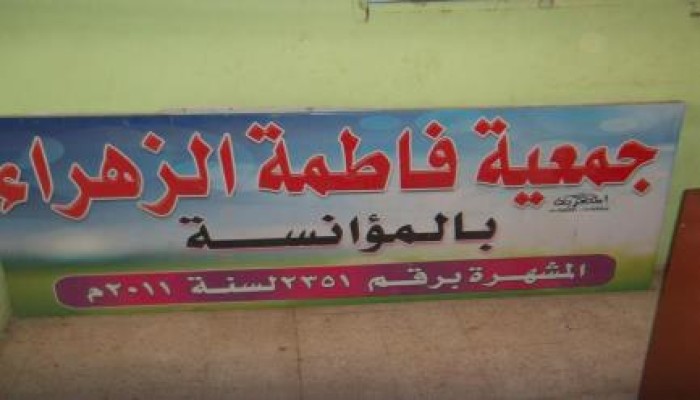 جمعية فاطمة الزهراء
بالمؤانسة
المشهرة برقم ٢٣٥١ لسنة ٢٠١١م